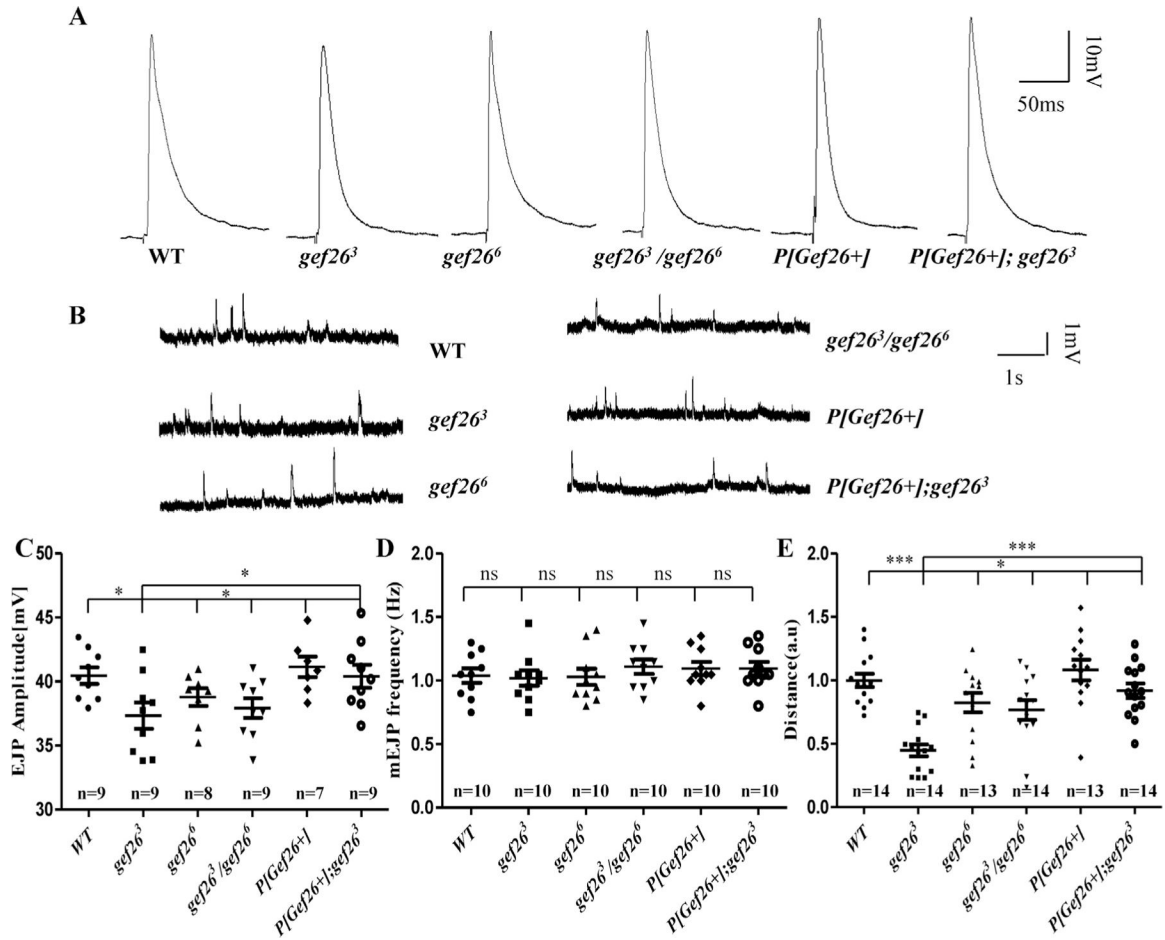 A
10mV
50ms
WT
gef26³
gef26⁶
gef26³ /gef26⁶
P[Gef26+]
P[Gef26+]; gef26³
B
WT
gef26³
gef26⁶
gef26³/gef26⁶
P[Gef26+]
P[Gef26+];gef26³
1mV
1s
C
EJP Amplitude[mV]
50
45
40
35
30
*
*
*
n=9
n=9
n=8
n=9
n=7
n=9
WT
gef26³
gef26⁶
gef26³/gef26⁶
P[Gef26+]
P[Gef26+];gef26³
D
mEJP frequency (Hz)
2.0
1.5
1.0
0.5
0.0
ns
ns
ns
ns
ns
n=10
n=10
n=10
n=10
n=10
n=10
WT
gef26³
gef26⁶
gef26³/gef26⁶
P[Gef26+]
P[Gef26+];gef26³
E
Distance(a.u)
2.0
1.5
1.0
0.5
0.0
***
***
*
n=14
n=14
n=13
n=14
n=13
n=14
WT
gef26³
gef26⁶
gef26³/gef26⁶
P[Gef26+]
P[Gef26+];gef26³